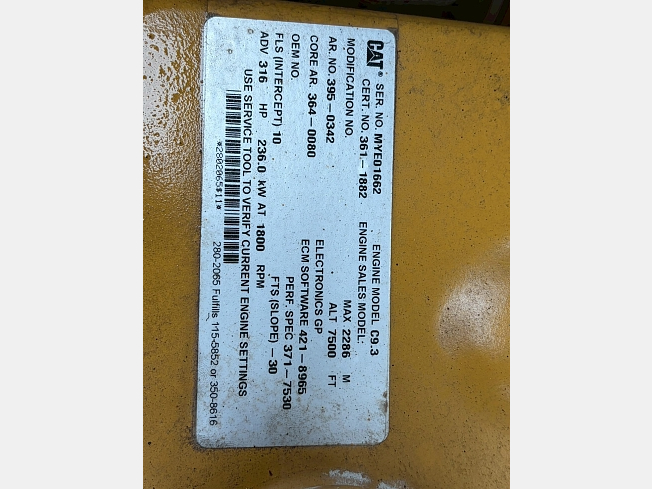 CAT® SER. NO. MYE01662 ENGINE MODEL C9.3
CERT. NO. 361-1882 ENGINE SALES MODEL:
MODIFICATION NO. MAX 2286 M
AR. NO. 395-0342 ALT 7500 FT
CORE AR. 364-0080 ELECTRONICS GP
OEM NO. ECM SOFTWARE 421-8965
FLS (INTERCEPT) 10 PERF. SPEC 371-7530
ADV 316 HP 236.0 kW AT 1800 RPM FTS (SLOPE) -30
USE SERVICE TOOL TO VERIFY CURRENT ENGINE SETTINGS
*2802065$11*
280-2065 Fulfills 115-5852 or 350-8616